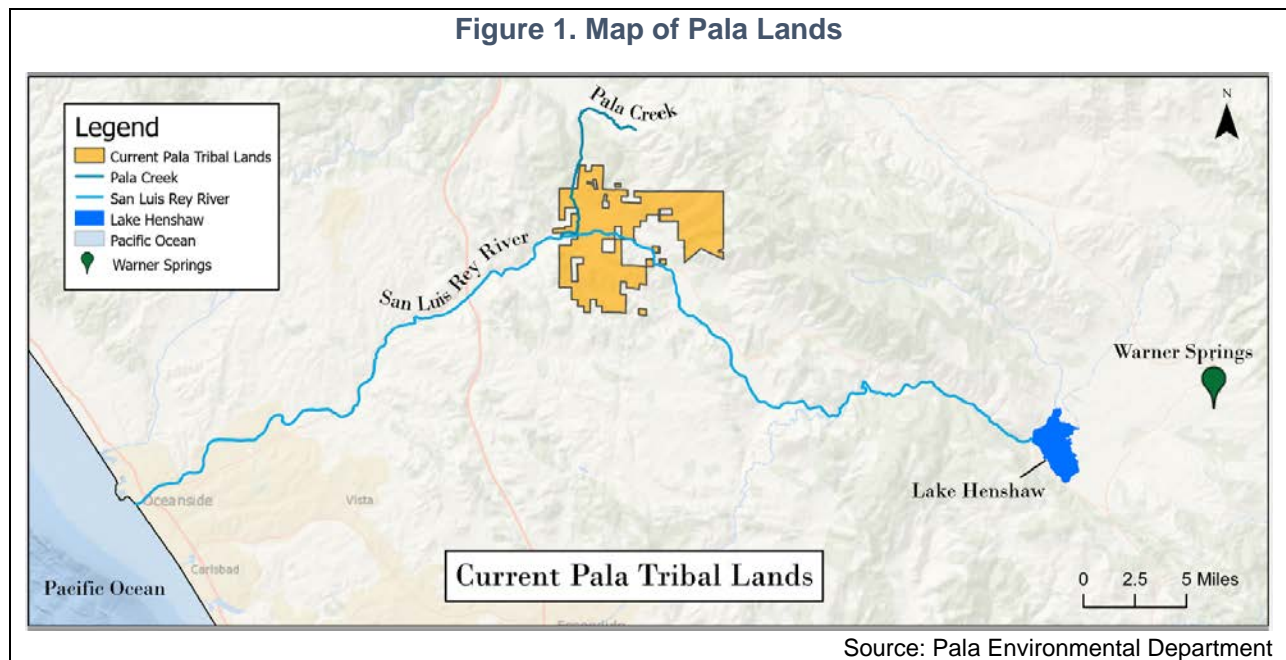 Figure 1. Map of Pala Lands
Legend
Current Pala Tribal Lands
Pala Creek
San Luis Rey River
Lake Henshaw
Pacific Ocean
Warner Springs
Pala Creek
N
San Luis Rey River
Warner Springs
Lake Henshaw
Oceanside
Vista
Carlsbad
Pacific Ocean
Current Pala Tribal Lands
0 2.5 5 Miles
Source: Pala Environmental Department